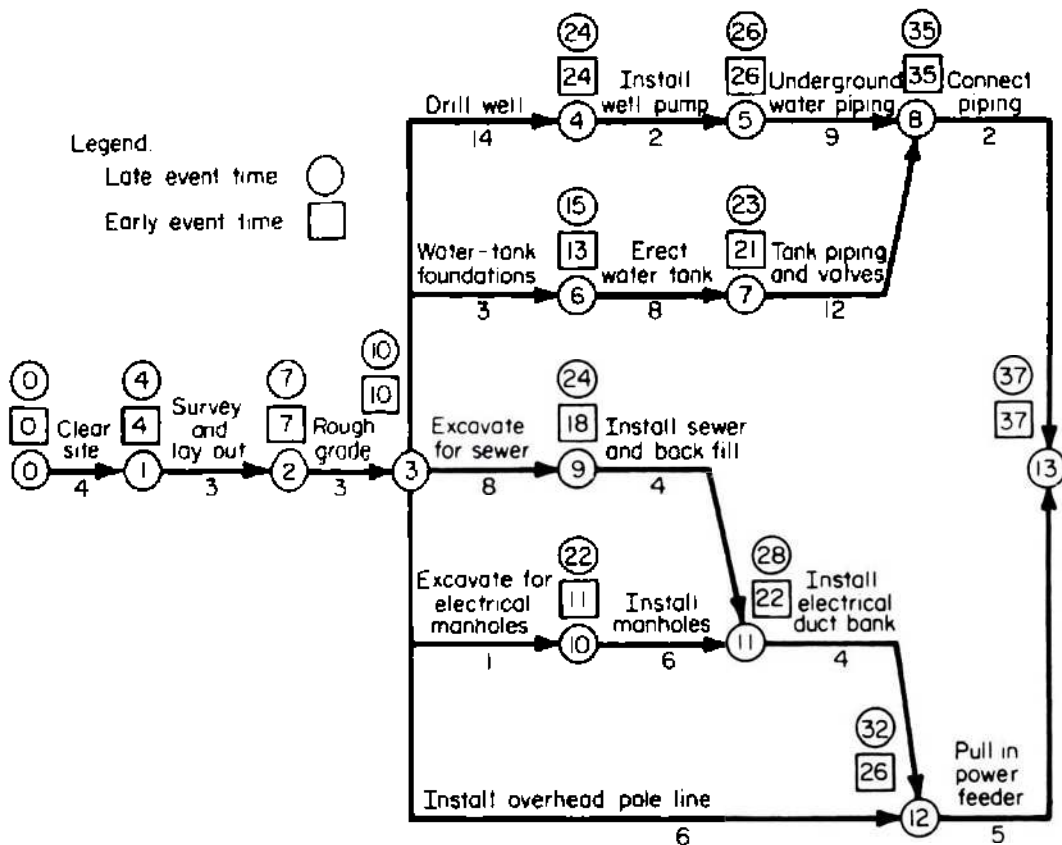 24
26
35
24
Install
26
Underground
35
Connect
Drill well
4
well pump
5
water piping
8
piping
14
2
9
2
Legend.
Late event time
Early event time
15
23
Water-tank
13
Erect
21
Tank piping
foundations
6
water tank
7
and valves
3
8
12
10
10
0
4
7
24
37
0
Clear
4
Survey
7
Rough
Excavate
18
Install sewer
37
site
and
grade
for sewer
and back fill
0
1
lay out
2
3
9
13
4
3
3
8
4
22
28
Excavate for
11
Install
22
Install
electrical
manholes
electrical
manholes
10
11
duct bank
1
6
4
32
26
Pull in
power
Install overhead pole line
12
feeder
6
5